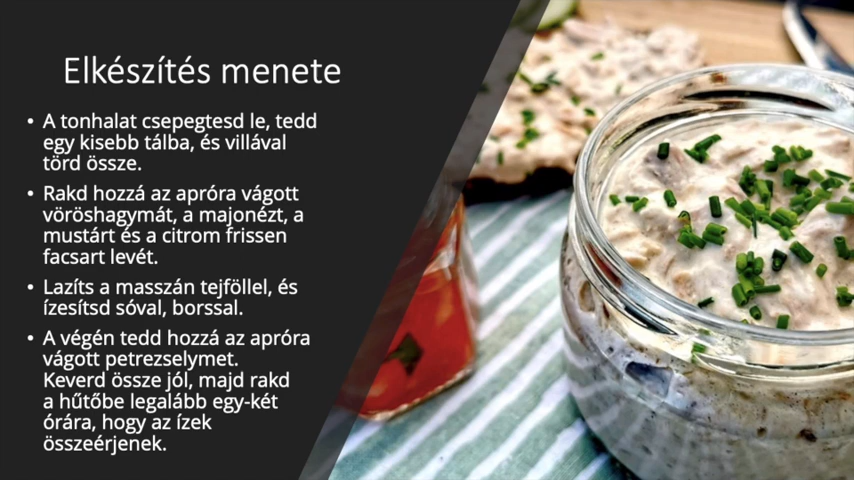 Elkészítés menete
• A tonhalat csepegtesd le, tedd
egy kisebb tálba, és villával
törd össze.
• Rakd hozzá az apróra vágott
vöröshagymát, a majonézt, a
mustárt és a citrom frissen
facsart levét.
• Lazíts a masszán tejföllel, és
ízesítsd sóval, borssal.
• A végén tedd hozzá az apróra
vágott petrezselymet.
Keverd össze jól, majd rakd
a hűtőbe legalább egy-két
órára, hogy az ízek
összeérjenek.